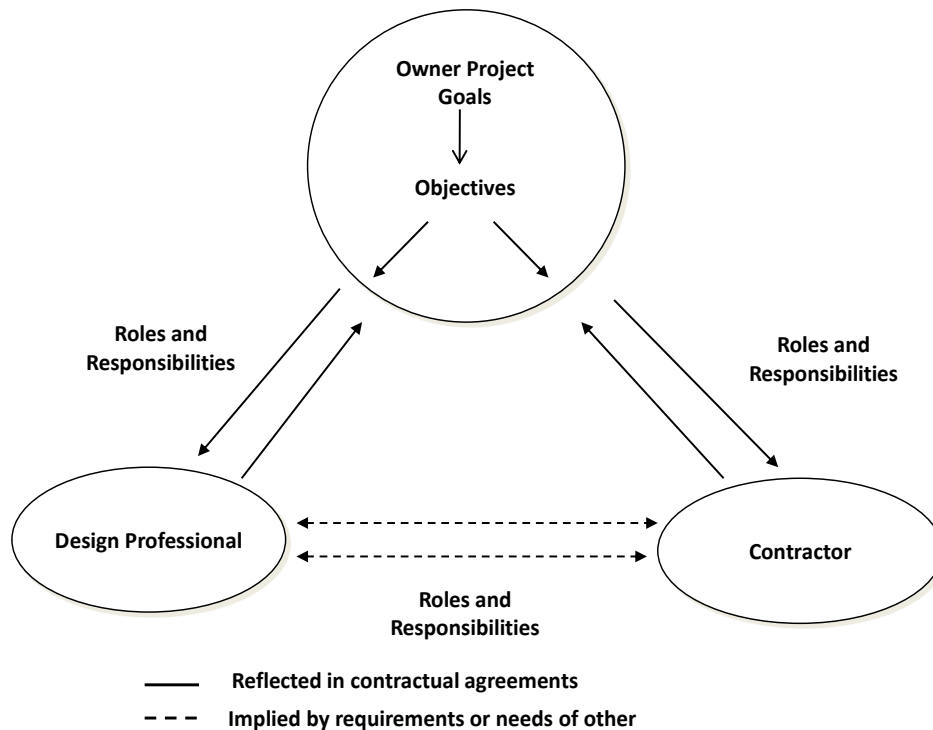 Owner Project
Goals
Objectives
Roles and
Responsibilities
Roles and
Responsibilities
Design Professional
Contractor
Roles and
Responsibilities
Reflected in contractual agreements
Implied by requirements or needs of other